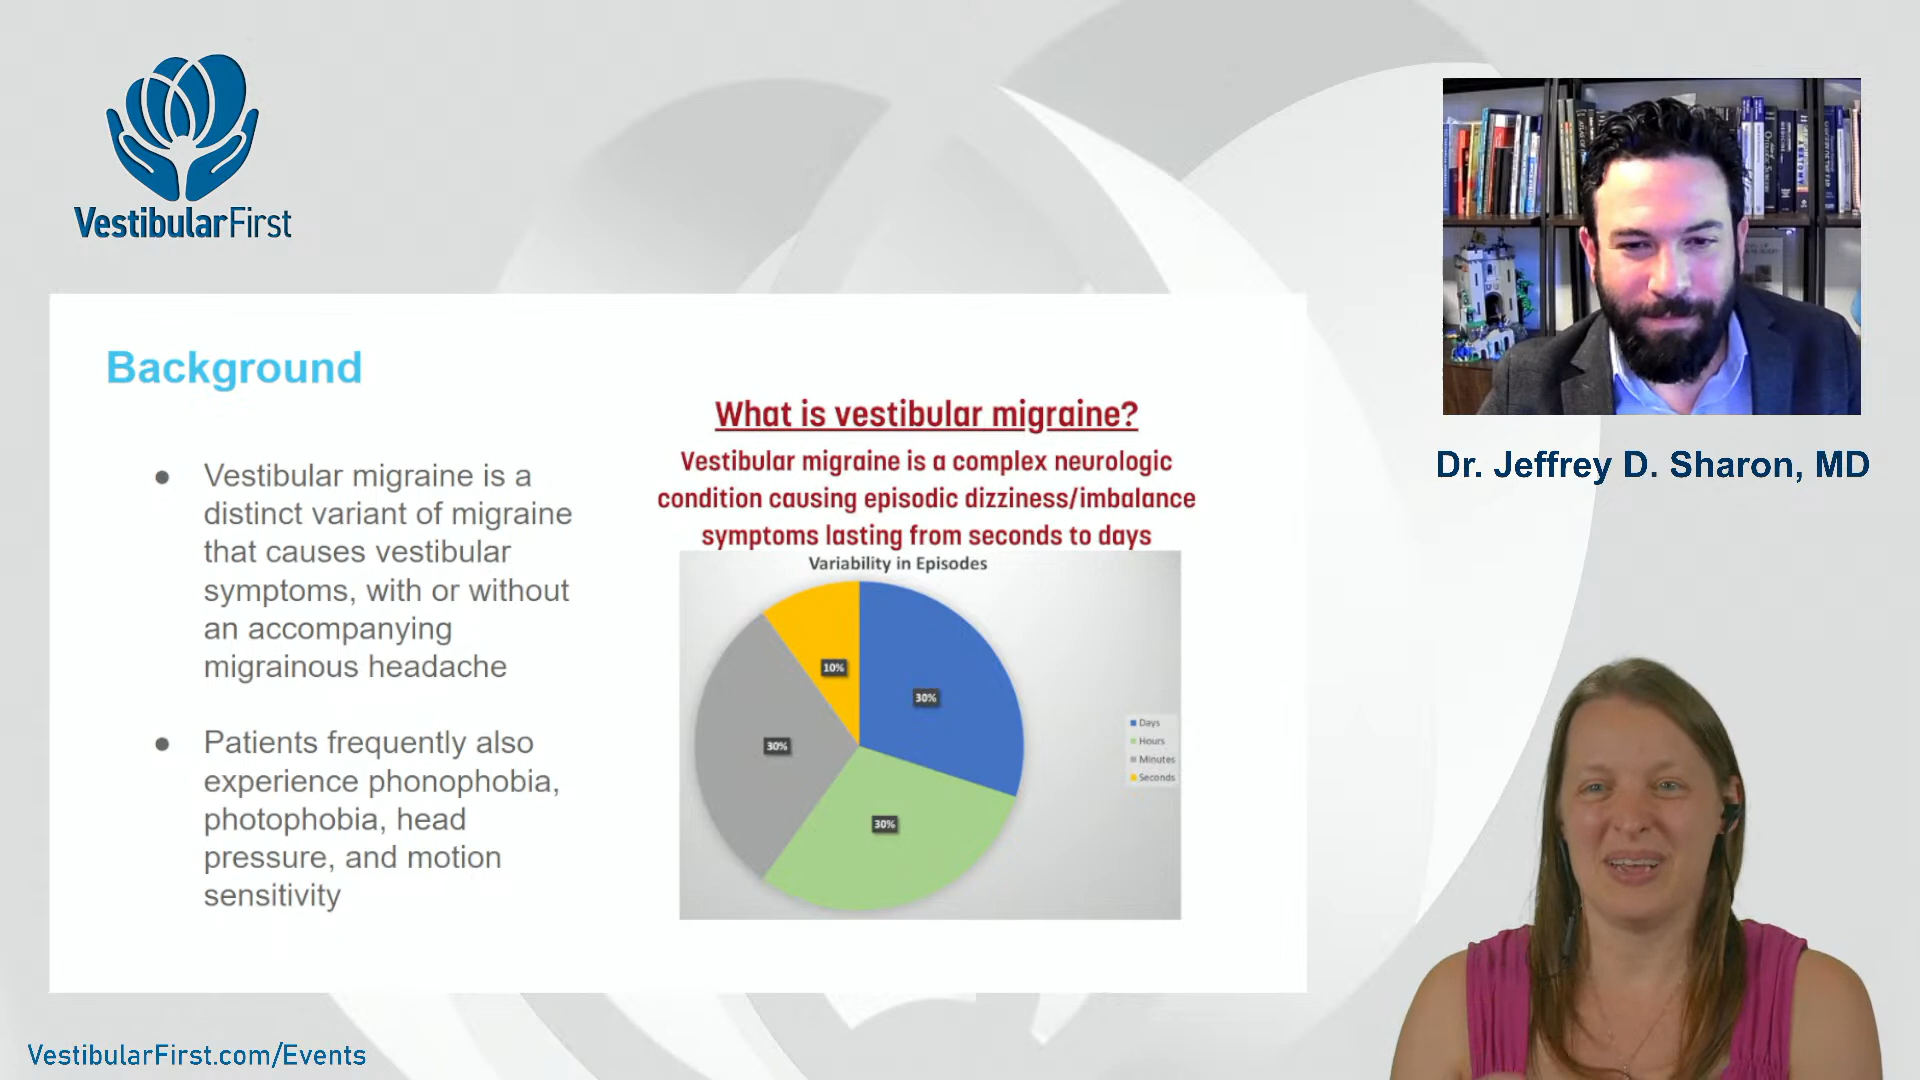 VestibularFirst
Background
Vestibular migraine is a
distinct variant of migraine
that causes vestibular
symptoms, with or without
an accompanying
migrainous headache
Patients frequently also
experience phonophobia,
photophobia, head
pressure, and motion
sensitivity
What is vestibular migraine?
Vestibular migraine is a complex neurologic
condition causing episodic dizziness/imbalance
symptoms lasting from seconds to days
Variability in Episodes
10%
30%
30%
30%
Days
Hours
Minutes
Seconds
Dr. Jeffrey D. Sharon, MD
VestibularFirst.com/Events